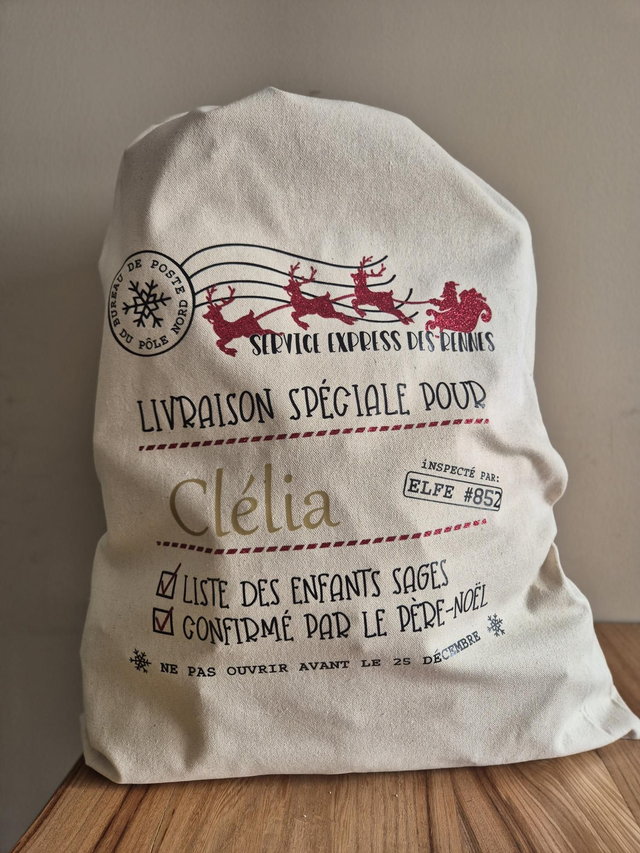 BUREAU DE POSTE
DU PÔLE NORD
SERVICE EXPRESS DES RENNES
LIVRAISON SPÉCIALE POUR
Clélia
INSPECTÉ PAR:
ELFE #852
LISTE DES ENFANTS SAGES
CONFIRMÉ PAR LE PÈRE-NOËL
NE PAS OUVRIR AVANT LE 25 DÉCEMBRE